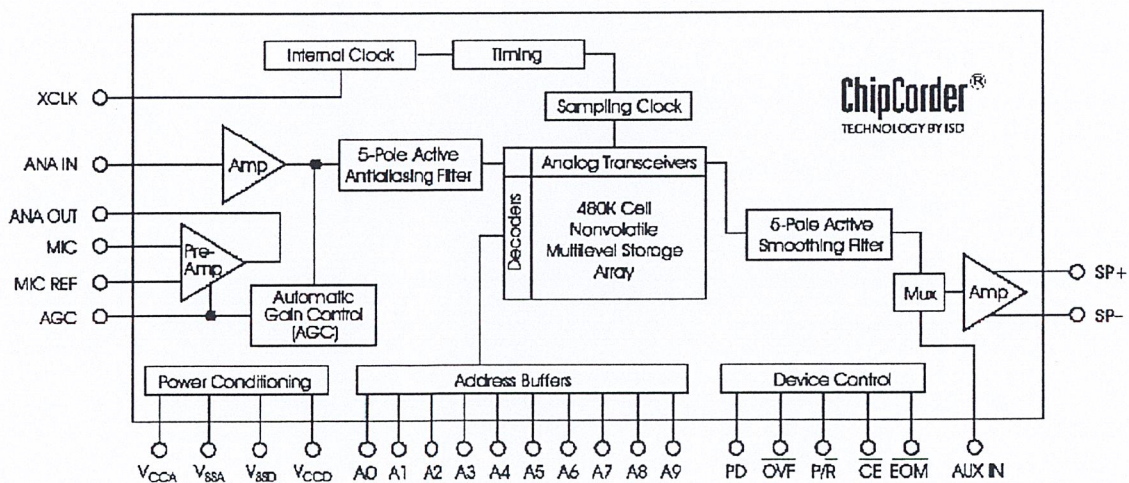 Internal Clock
Timing
XCLK
Sampling Clock
ChipCorder®
TECHNOLOGY BY ISD
ANA IN
Amp
5-Pole Active
Antialiasing Filter
Decoders
Analog Transceivers
480K Cell
Nonvolatile
Multilevel Storage
Array
ANA OUT
MIC
Pre-
Amp
MIC REF
AGC
Automatic
Gain Control
(AGC)
5-Pole Active
Smoothing Filter
Mux
Amp
SP+
SP-
Power Conditioning
Address Buffers
Device Control
VCCA VSSA VSSD VCCD A0 A1 A2 A3 A4 A5 A6 A7 A8 A9 PD O̅V̅F̅ P/R̅ C̅E̅ E̅O̅M̅ AUX IN